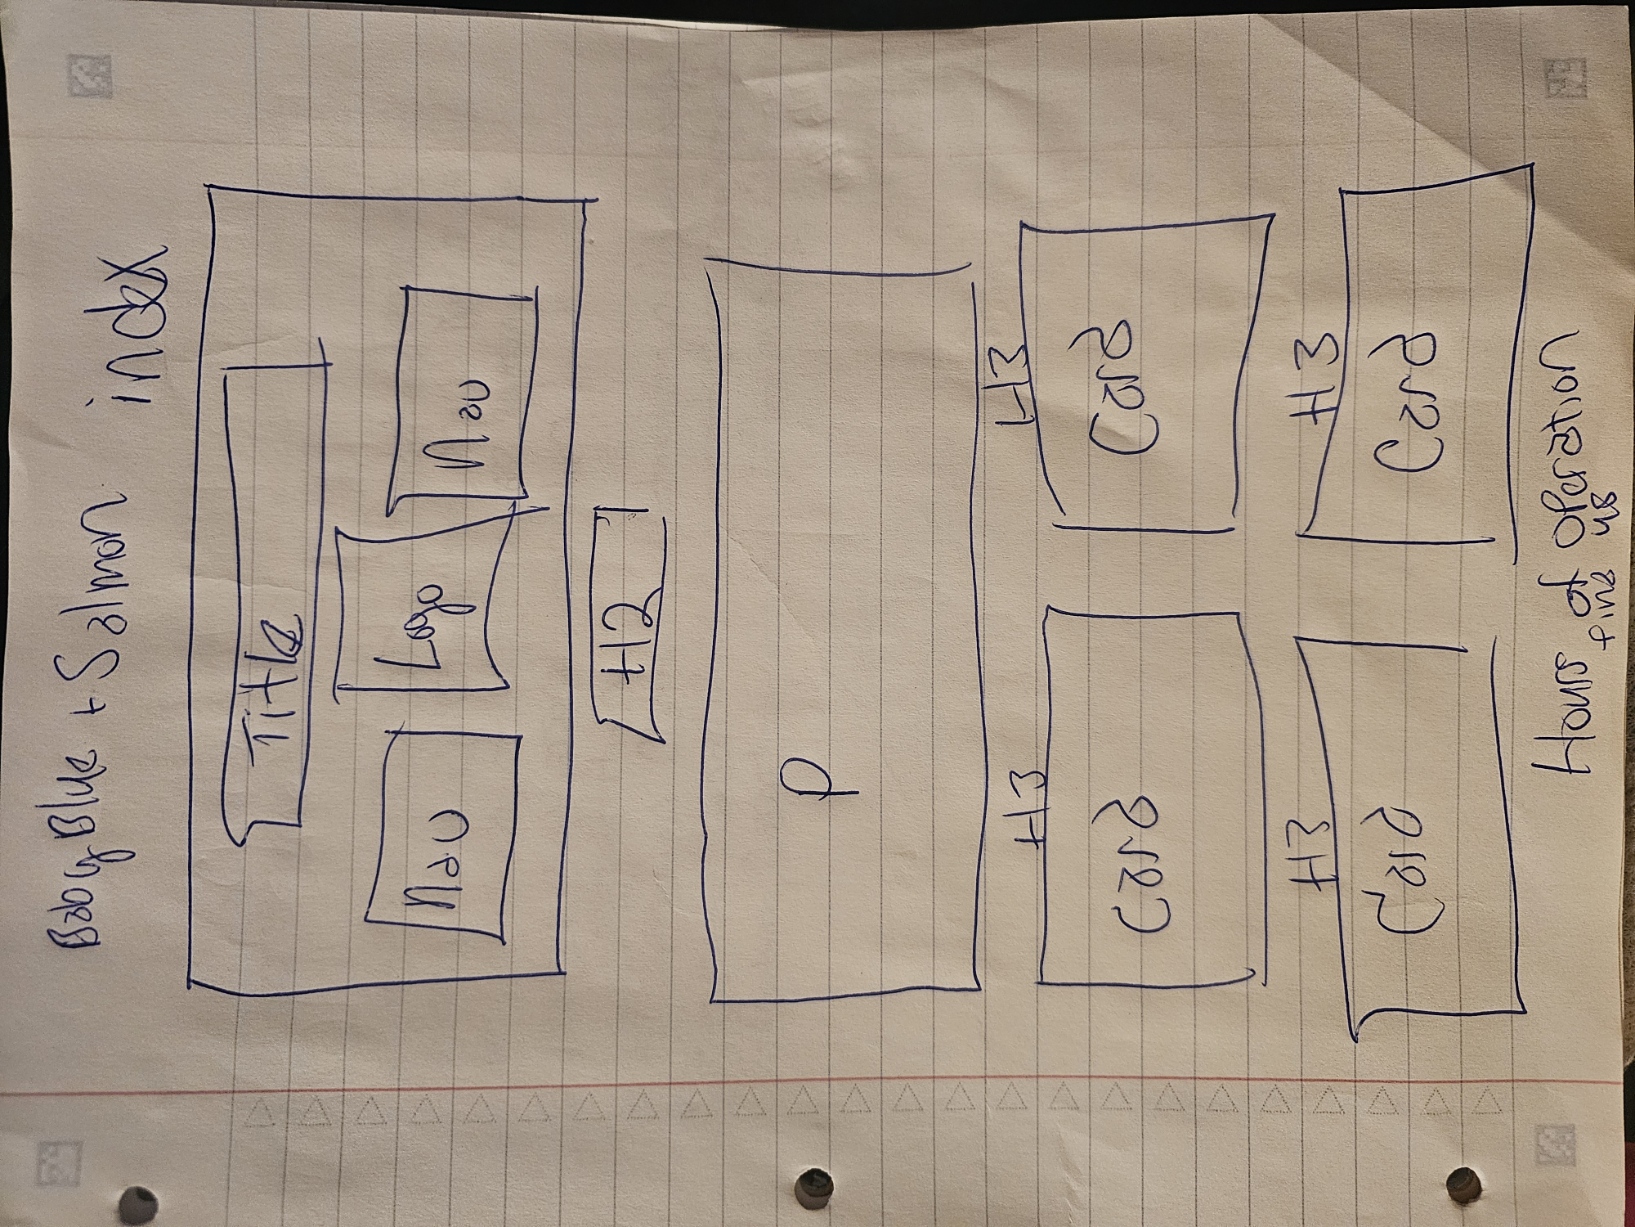 Baby Blue + Salmon index
Title
Nav Logo Nav
H2
P
H3 H3
Card Card
H3 H3
Card Card
Hours of operation
find us